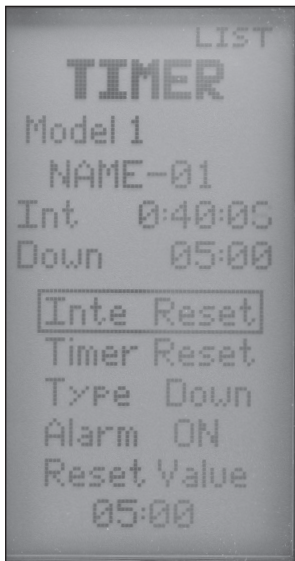 LIST
TIMER
Model 1
NAME-01
Int 0:40:05
Down 05:00
Inte Reset
Timer Reset
Type Down
Alarm ON
Reset Value
05:00